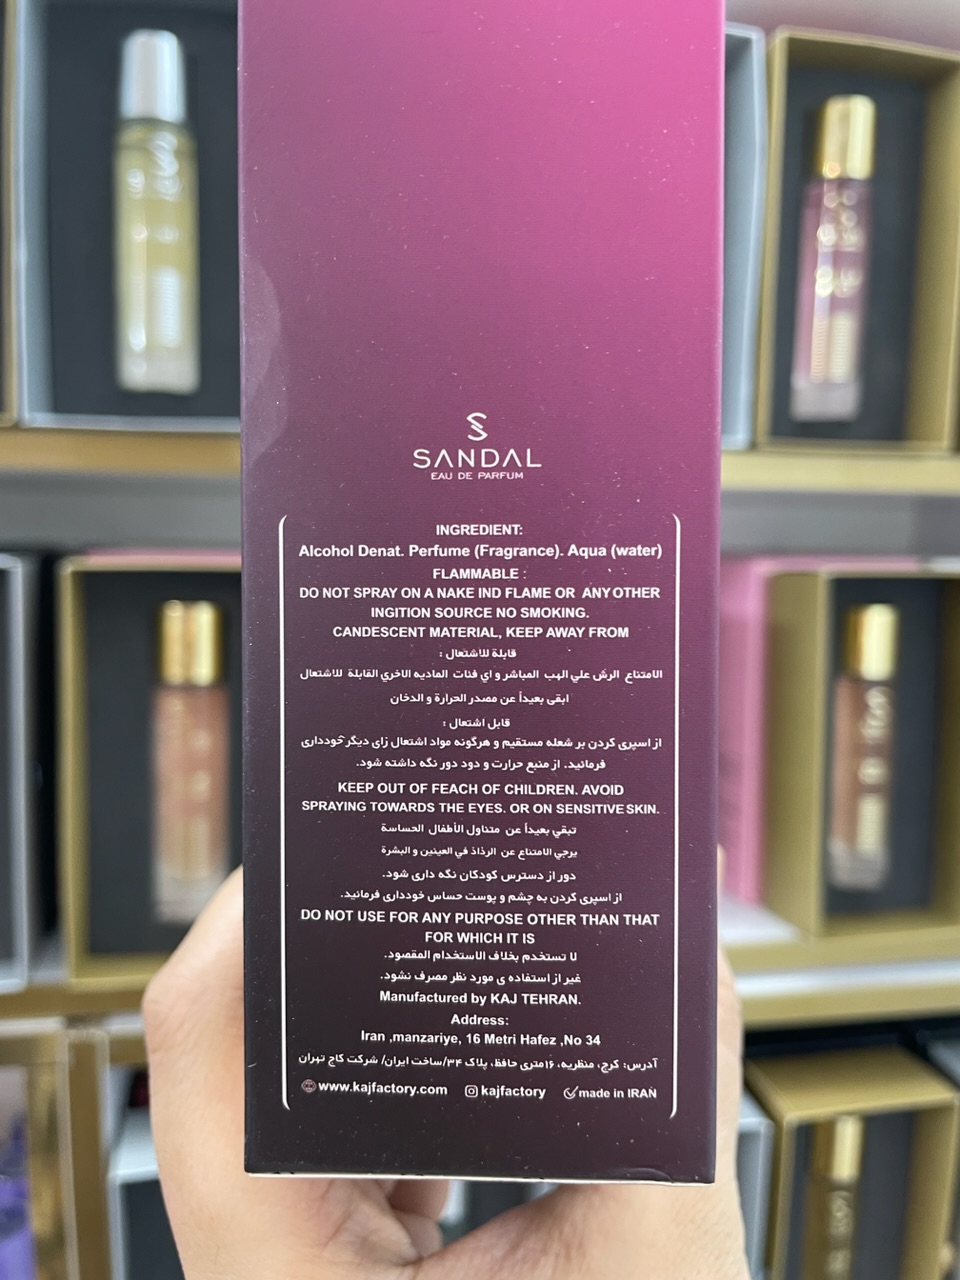 SANDAL
EAU DE PARFUM
INGREDIENT:
Alcohol Denat. Perfume (Fragrance). Aqua (water)
FLAMMABLE :
DO NOT SPRAY ON A NAKE IND FLAME OR ANY OTHER
INGITION SOURCE NO SMOKING.
CANDESCENT MATERIAL, KEEP AWAY FROM
قابلة للاشتعال :
الامتناع الرش علي الهب المباشر و اي فئات الماديه الاخري القابلة للاشتعال
ابقى بعيداً عن مصدر الحرارة و الدخان
قابل اشتعال :
از اسپری کردن بر شعله مستقیم و هرگونه مواد اشتعال زای دیگر خودداری
فرمائید. از منبع حرارت و دود دور نگه داشته شود.
KEEP OUT OF FEACH OF CHILDREN. AVOID
SPRAYING TOWARDS THE EYES. OR ON SENSITIVE SKIN.
تبقي بعيداً عن متناول الأطفال الحساسة
يرجي الامتناع عن الرذاذ في العينين و البشرة
دور از دسترس کودکان نگه داری شود.
از اسپری کردن به چشم و پوست حساس خودداری فرمائید.
DO NOT USE FOR ANY PURPOSE OTHER THAN THAT
FOR WHICH IT IS
لا تستخدم بخلاف الاستخدام المقصود.
غیر از استفاده ی مورد نظر مصرف نشود.
Manufactured by KAJ TEHRAN.
Address:
Iran ,manzariye, 16 Metri Hafez ,No 34
آدرس: کرج، منظریه، ۱۶متری حافظ، پلاک ۳۴/ساخت ایران/ شرکت کاج تهران
www.kajfactory.com kajfactory made in IRAN